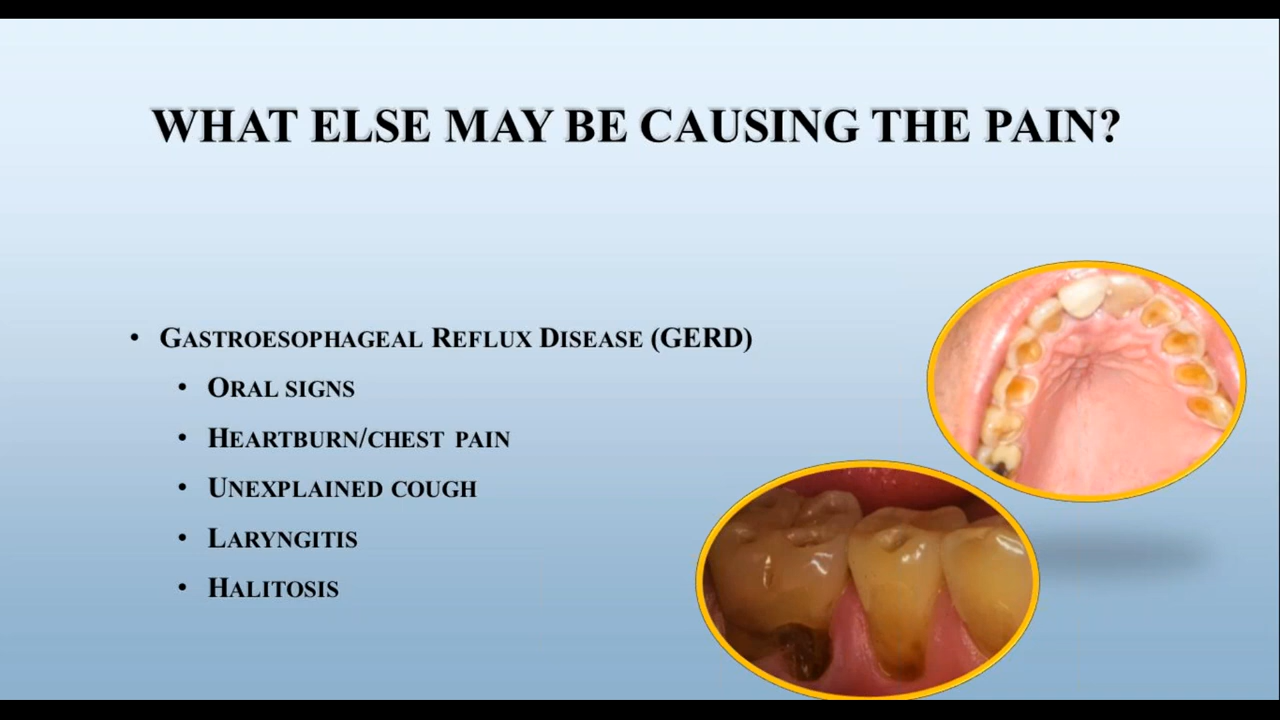 WHAT ELSE MAY BE CAUSING THE PAIN?
• GASTROESOPHAGEAL REFLUX DISEASE (GERD)
• ORAL SIGNS
• HEARTBURN/CHEST PAIN
• UNEXPLAINED COUGH
• LARYNGITIS
• HALITOSIS